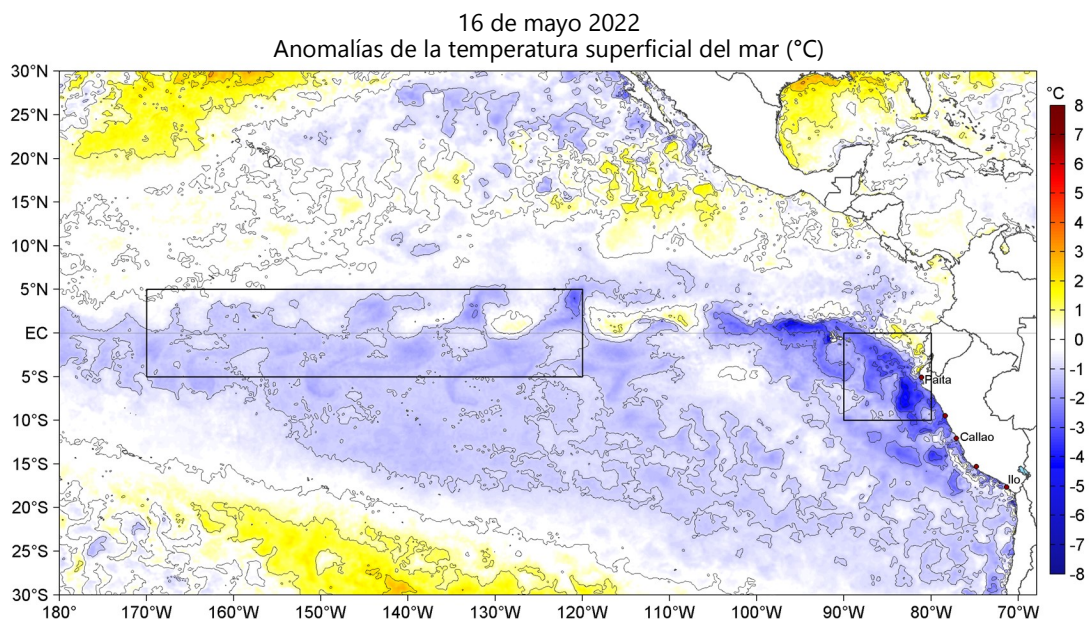 16 de mayo 2022
Anomalías de la temperatura superficial del mar (°C)
30°N
25°N
20°N
15°N
10°N
5°N
EC
5°S
10°S
15°S
20°S
25°S
30°S
180
170°W
160°W
150°W
140°W
130°W
120°W
110°W
100°W
90°W
80°W
70°W
Paita
Callao
Ilo
°C
8
7
6
5
4
3
2
1
0
-1
-2
-3
-4
-5
-6
-7
-8